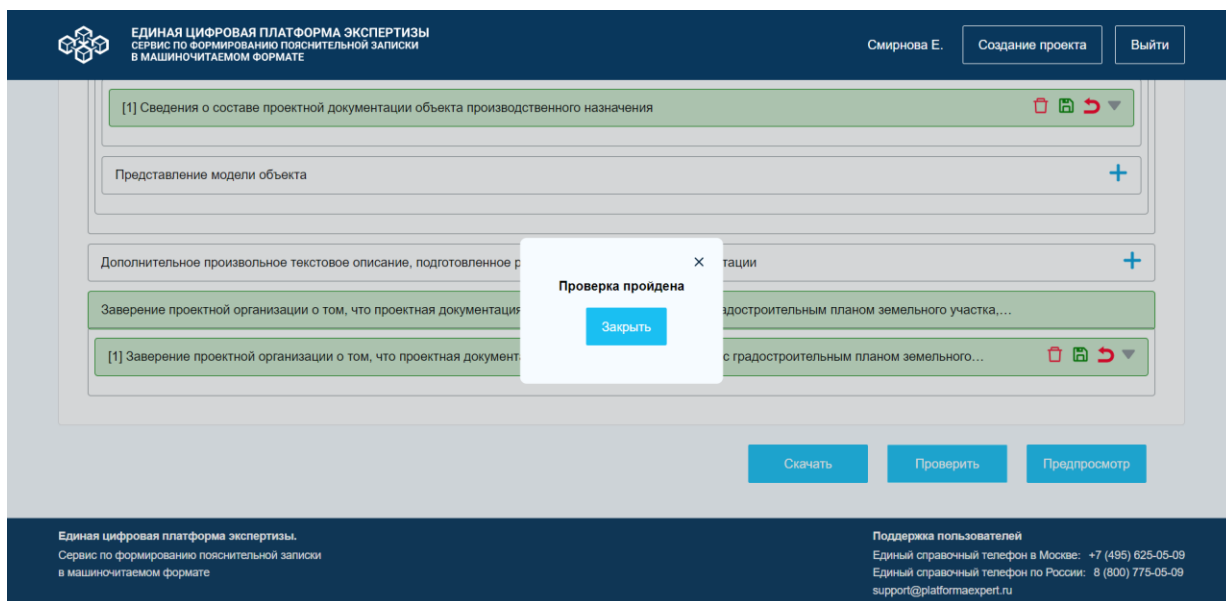 ЕДИНАЯ ЦИФРОВАЯ ПЛАТФОРМА ЭКСПЕРТИЗЫ
СЕРВИС ПО ФОРМИРОВАНИЮ ПОЯСНИТЕЛЬНОЙ ЗАПИСКИ
В МАШИНОЧИТАЕМОМ ФОРМАТЕ
Смирнова Е.
Создание проекта
Выйти
[1] Сведения о составе проектной документации объекта производственного назначения
Представление модели объекта
Дополнительное произвольное текстовое описание, подготовленное р
тации
Заверение проектной организации о том, что проектная документация
адостроительным планом земельного участка,...
[1] Заверение проектной организации о том, что проектная документ
с градостроительным планом земельного...
Проверка пройдена
Закрыть
Скачать
Проверить
Предпросмотр
Единая цифровая платформа экспертизы.
Сервис по формированию пояснительной записки
в машиночитаемом формате
Поддержка пользователей
Единый справочный телефон в Москве: +7 (495) 625-05-09
Единый справочный телефон по России: 8 (800) 775-05-09
support@platformaexpert.ru